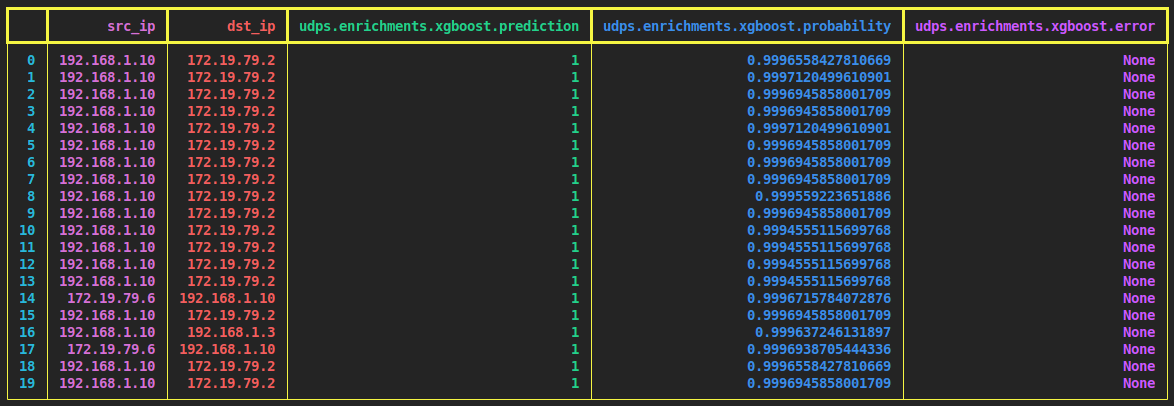 src_ip dst_ip udps.enrichments.xgboost.prediction udps.enrichments.xgboost.probability udps.enrichments.xgboost.error
0 192.168.1.10 172.19.79.2 1 0.9996558427810669 None
1 192.168.1.10 172.19.79.2 1 0.9997120499610901 None
2 192.168.1.10 172.19.79.2 1 0.9996945858001709 None
3 192.168.1.10 172.19.79.2 1 0.9996945858001709 None
4 192.168.1.10 172.19.79.2 1 0.9997120499610901 None
5 192.168.1.10 172.19.79.2 1 0.9996945858001709 None
6 192.168.1.10 172.19.79.2 1 0.9996945858001709 None
7 192.168.1.10 172.19.79.2 1 0.9996945858001709 None
8 192.168.1.10 172.19.79.2 1 0.999559223651886 None
9 192.168.1.10 172.19.79.2 1 0.9996945858001709 None
10 192.168.1.10 172.19.79.2 1 0.9994555115699768 None
11 192.168.1.10 172.19.79.2 1 0.9994555115699768 None
12 192.168.1.10 172.19.79.2 1 0.9994555115699768 None
13 192.168.1.10 172.19.79.2 1 0.9994555115699768 None
14 172.19.79.6 192.168.1.10 1 0.9996715784072876 None
15 192.168.1.10 172.19.79.2 1 0.9996945858001709 None
16 192.168.1.10 192.168.1.3 1 0.999637246131897 None
17 172.19.79.6 192.168.1.10 1 0.9996938705444336 None
18 192.168.1.10 172.19.79.2 1 0.9996558427810669 None
19 192.168.1.10 172.19.79.2 1 0.9996945858001709 None